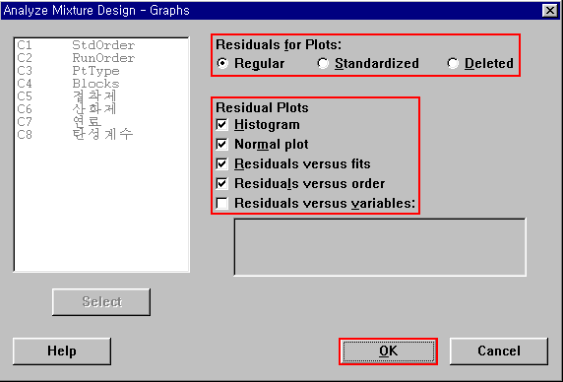 Analyze Mixture Design - Graphs
C1 StdOrder
C2 RunOrder
C3 PtType
C4 Blocks
C5 점착제
C6 산화제
C7 연료
C8 탄성계수
Residuals for Plots:
Regular Standardized Deleted
Residual Plots
Histogram
Normal plot
Residuals versus fits
Residuals versus order
Residuals versus variables:
Select
Help OK Cancel